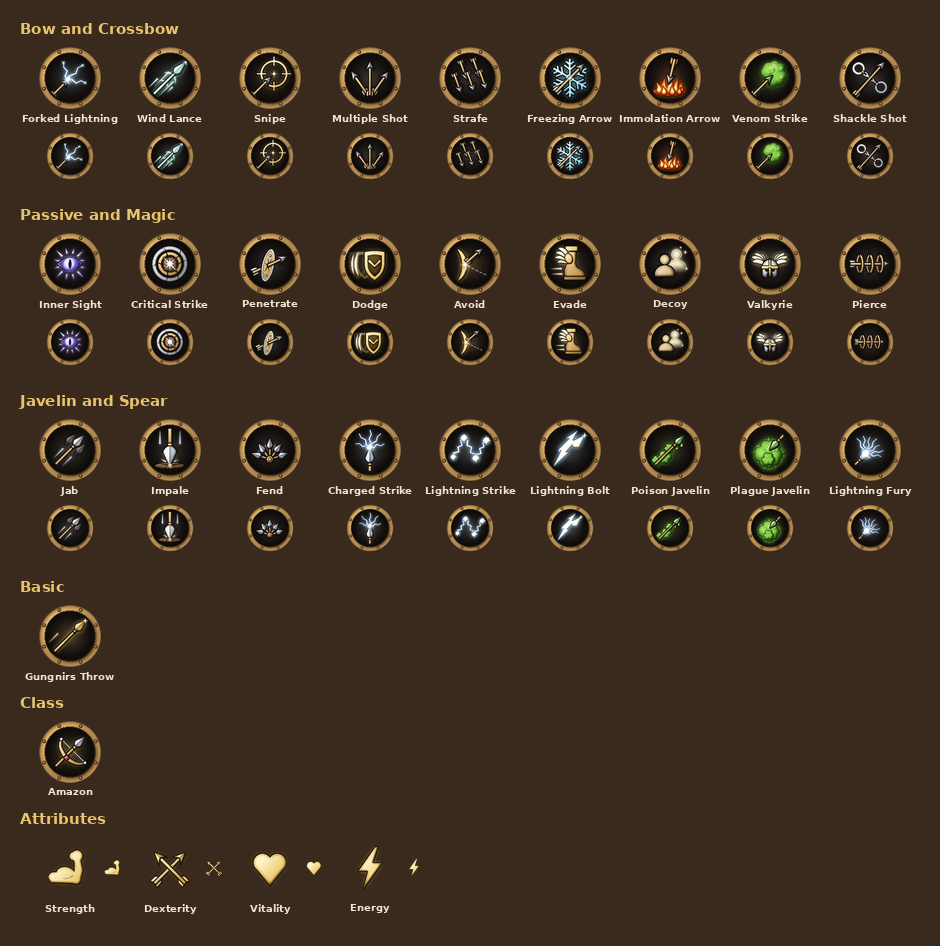 Bow and Crossbow
Forked Lightning Wind Lance Snipe Multiple Shot Strafe Freezing Arrow Immolation Arrow Venom Strike Shackle Shot
Passive and Magic
Inner Sight Critical Strike Penetrate Dodge Avoid Evade Decoy Valkyrie Pierce
Javelin and Spear
Jab Impale Fend Charged Strike Lightning Strike Lightning Bolt Poison Javelin Plague Javelin Lightning Fury
Basic
Gungnirs Throw
Class
Amazon
Attributes
Strength Dexterity Vitality Energy